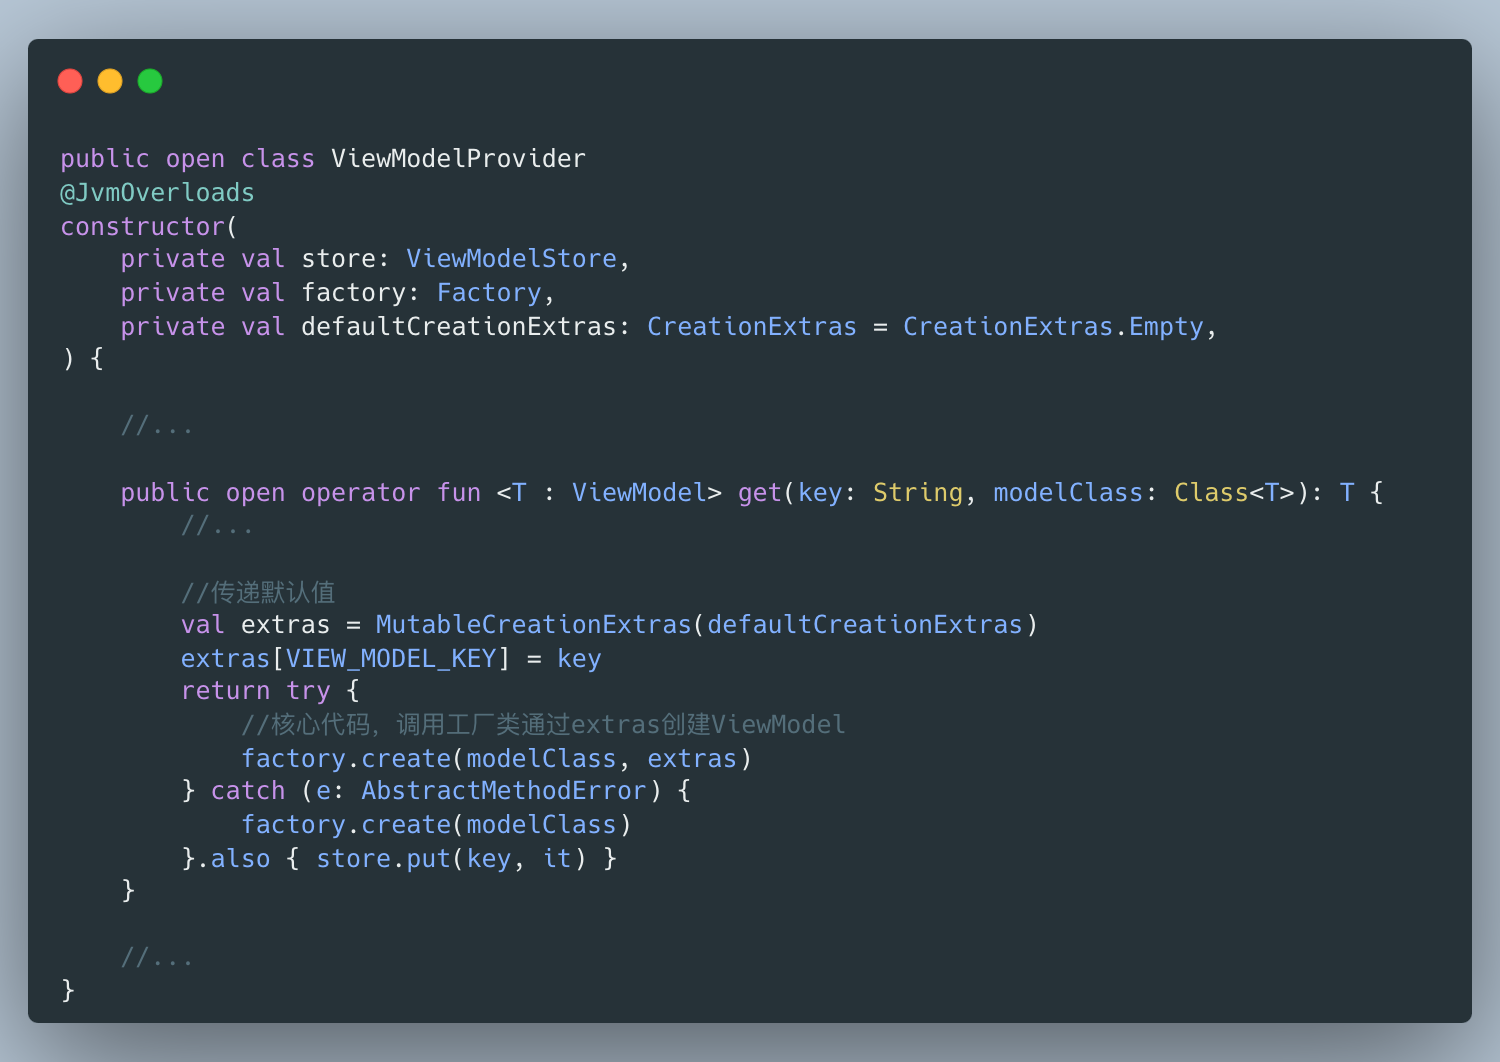 public open class ViewModelProvider
@JvmOverloads
constructor(
    private val store: ViewModelStore,
    private val factory: Factory,
    private val defaultCreationExtras: CreationExtras = CreationExtras.Empty,
) {
    //...
    public open operator fun <T : ViewModel> get(key: String, modelClass: Class<T>): T {
        //...
        //传递默认值
        val extras = MutableCreationExtras(defaultCreationExtras)
        extras[VIEW_MODEL_KEY] = key
        return try {
            //核心代码，调用工厂类通过extras创建ViewModel
            factory.create(modelClass, extras)
        } catch (e: AbstractMethodError) {
            factory.create(modelClass)
        }.also { store.put(key, it) }
    }
    //...
}